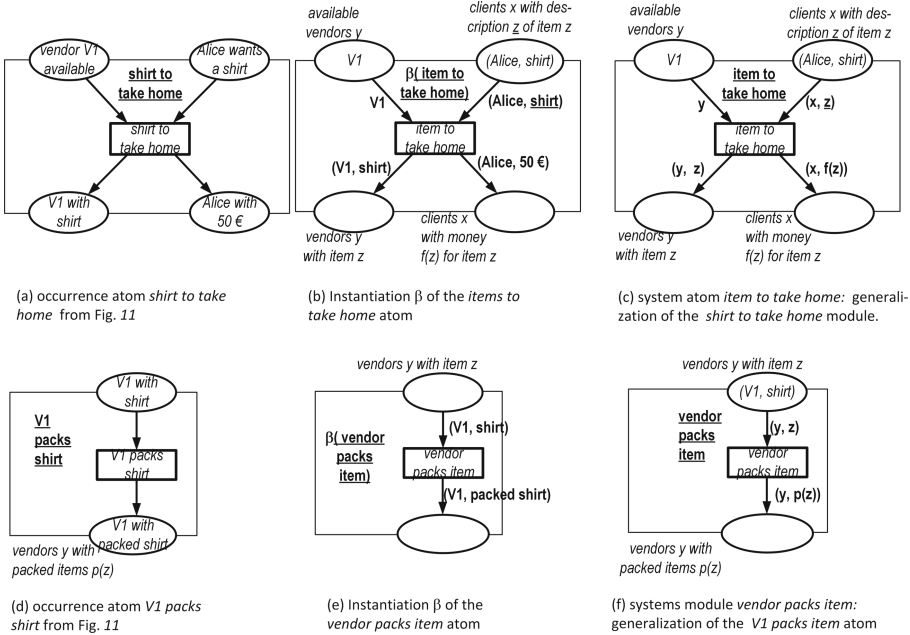 vendor V1
available
Alice wants
a shirt
shirt to
take home
shirt to
take home
V1 with
shirt
Alice with
50 €
(a) occurrence atom shirt to take
home from Fig. 11
available
vendors y
clients x with des-
cription z of item z
V1
(Alice, shirt)
β( item to
take home)
V1
(Alice, shirt)
item to
take home
(V1, shirt)
(Alice, 50 €)
vendors y
with item z
clients x
with money
f(z) for item z
(b) Instantiation β of the items to
take home atom
available
vendors y
clients x with des-
cription z of item z
V1
(Alice, shirt)
item to
take home
y
(x, z)
item to
take home
(y, z)
(x, f(z))
vendors y
with item z
clients x
with money
f(z) for item z
(c) system atom item to take home: generali-
zation of the shirt to take home module.
V1 with
shirt
V1
packs
shirt
V1 packs
shirt
V1 with
packed shirt
vendors y with
packed items p(z)
(d) occurrence atom V1 packs
shirt from Fig. 11
vendors y with item z
(V1, shirt)
β( vendor
packs
item)
vendor
packs item
(V1, packed shirt)
(e) Instantiation β of the
vendor packs item atom
vendors y with item z
(V1, shirt)
vendor
packs
item
(y, z)
vendor
packs item
(y, p(z))
vendors y with
packed items p(z)
(f) systems module vendor packs item:
generalization of the V1 packs item atom